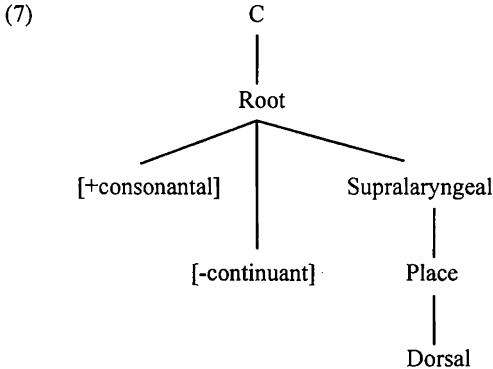 (7) C
Root
[+consonantal] Supralaryngeal
[-continuant] Place
Dorsal